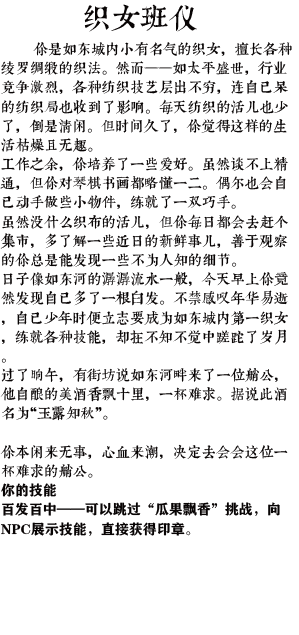 织女班仪
你是如东城内小有名气的织女，擅长各种
绫罗绸缎的织法。然而——如太平盛世，行业
竞争激烈，各种纺织技艺层出不穷，连自己呆
的纺织局也收到了影响。每天纺织的活儿也少
了，倒是清闲。但时间久了，你觉得这样的生
活枯燥且无趣。
工作之余，你培养了一些爱好。虽然谈不上精
通，但你对琴棋书画都略懂一二。偶尔也会自
己动手做些小物件，练就了一双巧手。
虽然没什么织布的活儿，但你每日都会去赶个
集市，多了解一些近日的新鲜事儿，善于观察
的你总是能发现一些不为人知的细节。
日子像如东河的潺潺流水一般，今天早上你竟
然发现自己多了一根白发。不禁感叹年华易逝
，自己少年时便立志要成为如东城内第一织女
，练就各种技能，却在不知不觉中蹉跎了岁月
。
过了晌午，有街坊说如东河畔来了一位艄公，
他自酿的美酒香飘十里，一杯难求。据说此酒
名为“玉露知秋”。
你本闲来无事，心血来潮，决定去会会这位一
杯难求的艄公。
你的技能
百发百中——可以跳过“瓜果飘香”挑战，向
NPC展示技能，直接获得印章。